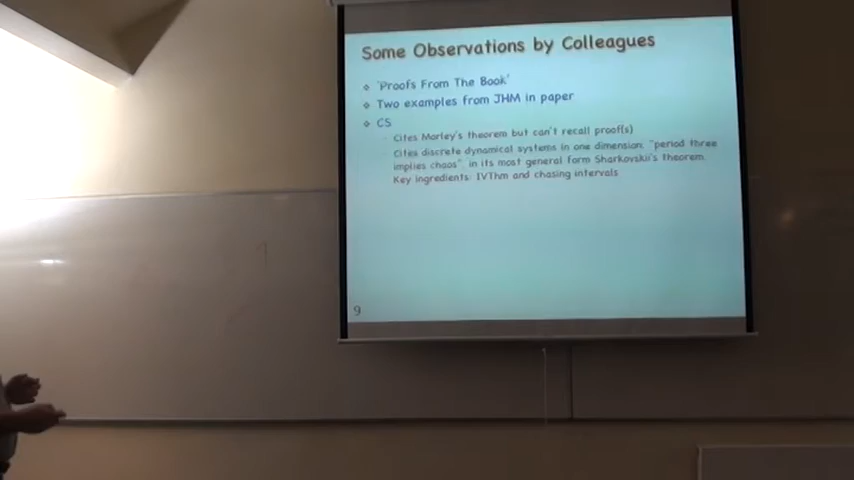 Some Observations by Colleagues
'Proofs From The Book'
Two examples from JHM in paper
CS
Cites Morley's theorem but can't recall proof(s)
Cites discrete dynamical systems in one dimension: "period three
implies chaos", in its most general form Sharkovskii's Theorem.
Key ingredients: IVThm and chasing intervals
9